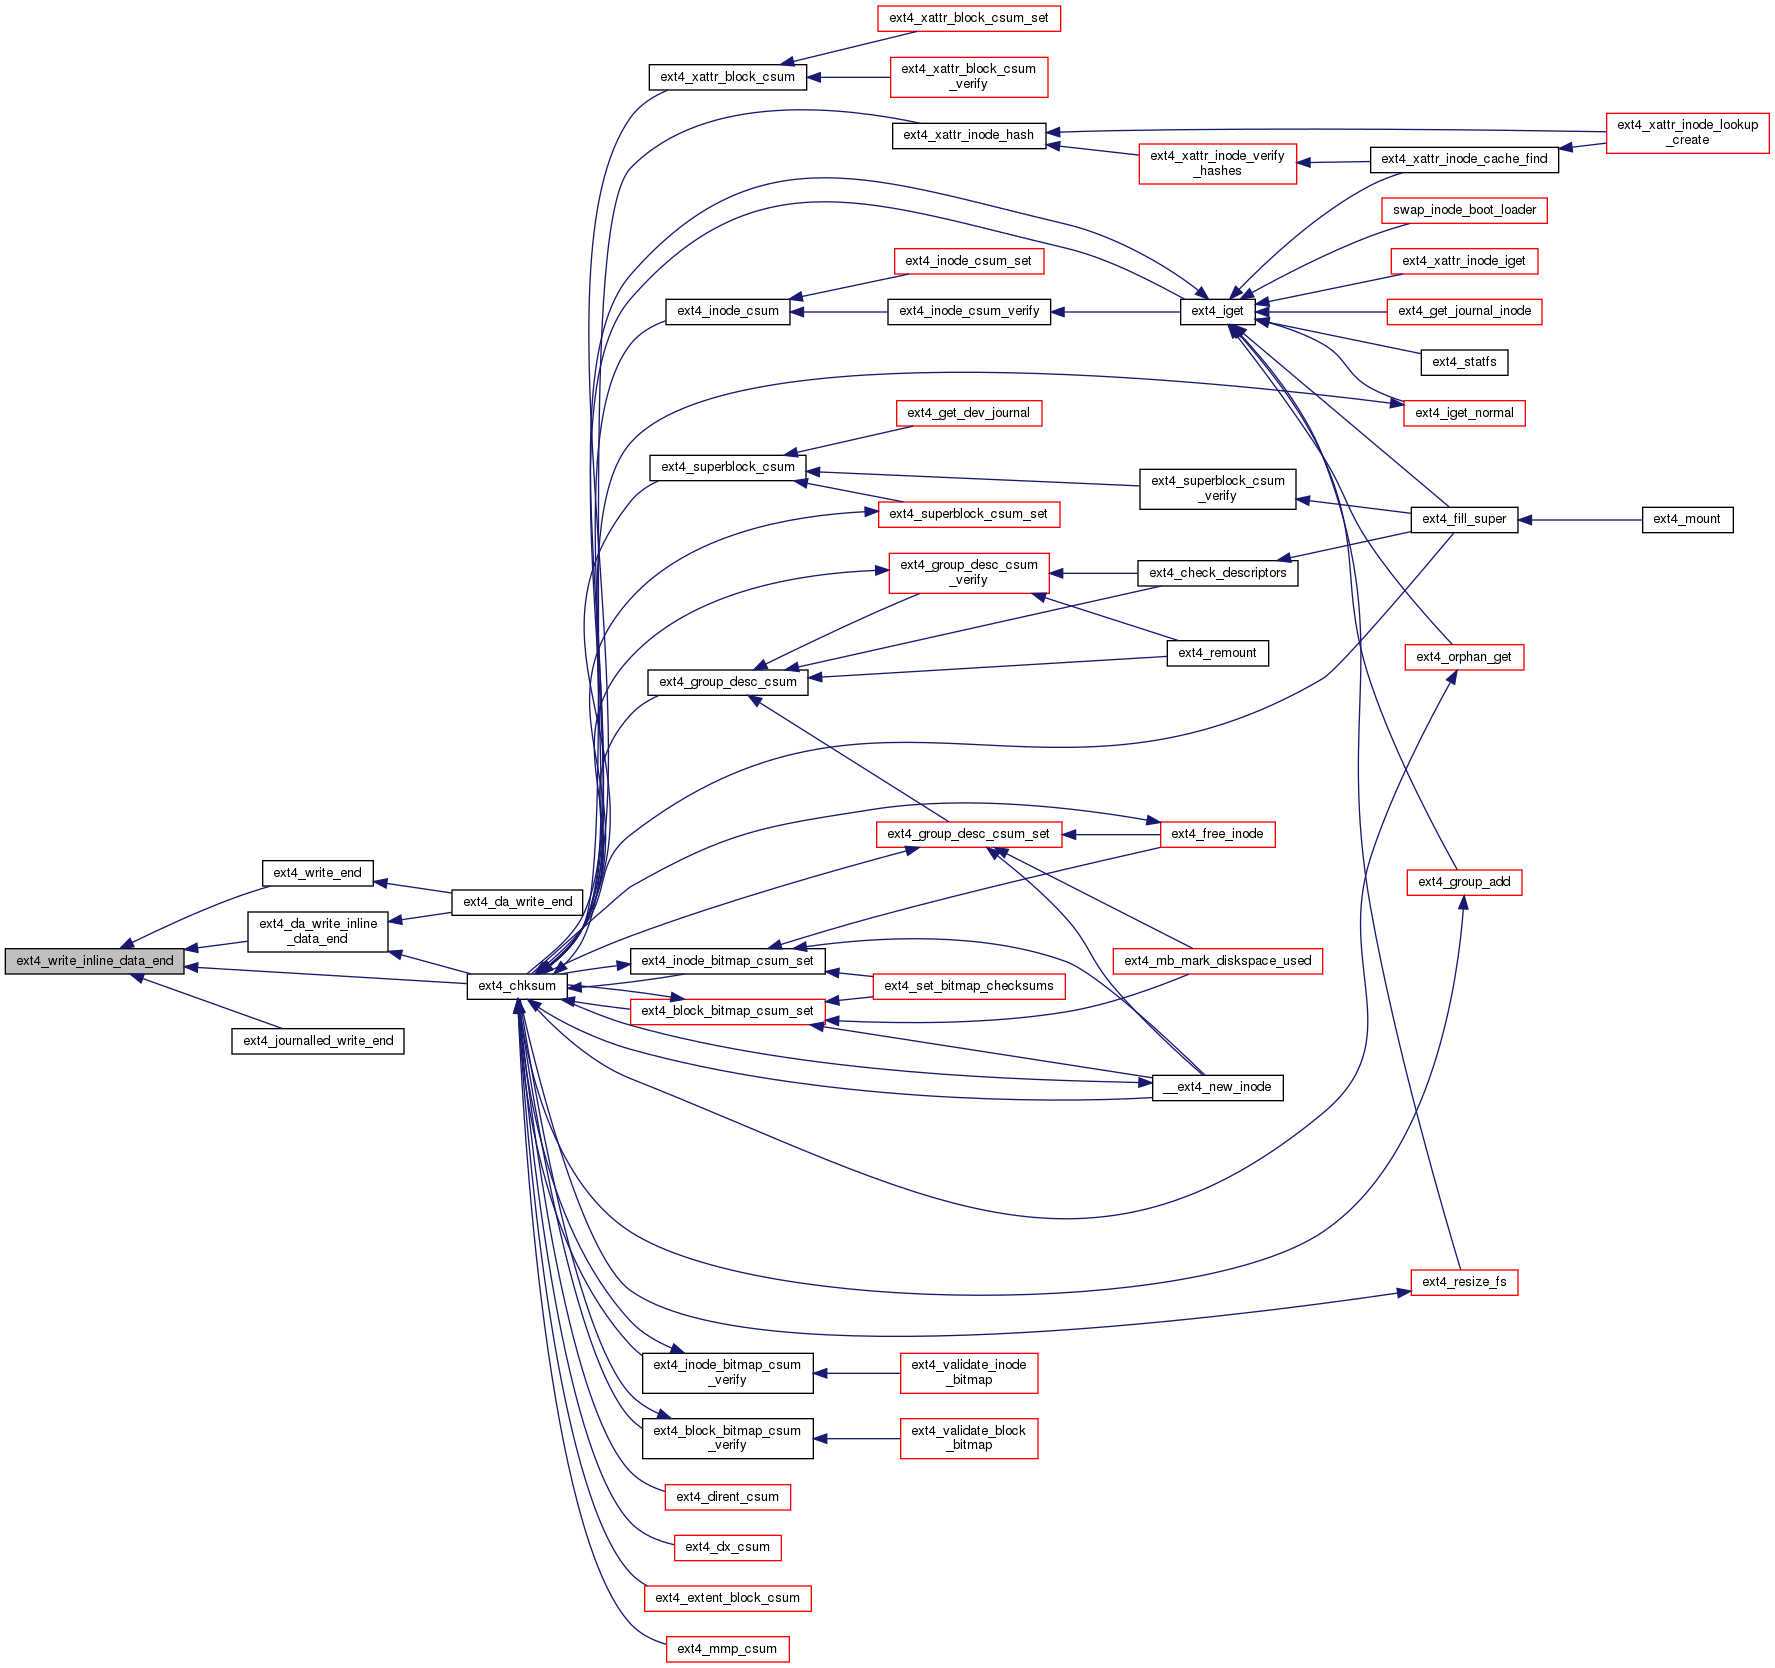 ext4_xattr_block_csum_set
ext4_xattr_block_csum
ext4_xattr_block_csum
_verify
ext4_xattr_inode_hash
ext4_xattr_inode_lookup
_create
ext4_xattr_inode_verify
_hashes
ext4_xattr_inode_cache_find
swap_inode_boot_loader
ext4_inode_csum_set
ext4_xattr_inode_iget
ext4_inode_csum
ext4_inode_csum_verify
ext4_iget
ext4_get_journal_inode
ext4_statfs
ext4_get_dev_journal
ext4_iget_normal
ext4_superblock_csum
ext4_superblock_csum
_verify
ext4_superblock_csum_set
ext4_fill_super
ext4_mount
ext4_group_desc_csum
_verify
ext4_check_descriptors
ext4_remount
ext4_orphan_get
ext4_group_desc_csum
ext4_group_desc_csum_set
ext4_free_inode
ext4_write_end
ext4_group_add
ext4_da_write_end
ext4_da_write_inline
_data_end
ext4_write_inline_data_end
ext4_inode_bitmap_csum_set
ext4_mb_mark_diskspace_used
ext4_chksum
ext4_set_bitmap_checksums
ext4_block_bitmap_csum_set
ext4_journalled_write_end
__ext4_new_inode
ext4_resize_fs
ext4_inode_bitmap_csum
_verify
ext4_validate_inode
_bitmap
ext4_block_bitmap_csum
_verify
ext4_validate_block
_bitmap
ext4_dirent_csum
ext4_dx_csum
ext4_extent_block_csum
ext4_mmp_csum